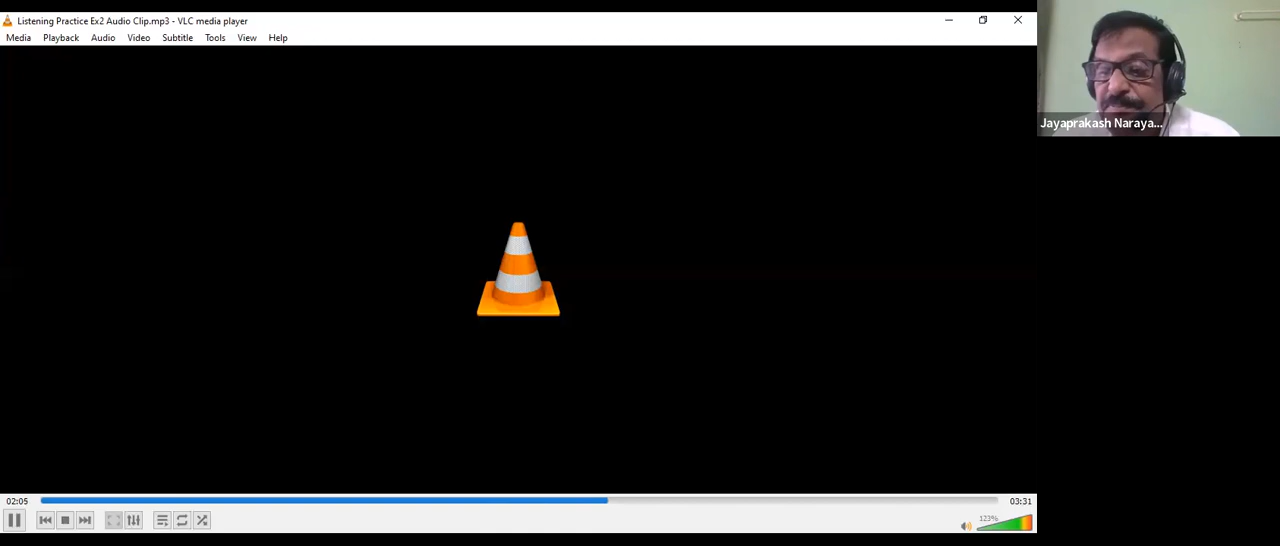 Listening Practice Ex2 Audio Clip.mp3 - VLC media player
Media Playback Audio Video Subtitle Tools View Help
Jayaprakash Naraya...
02:05
03:31
123%